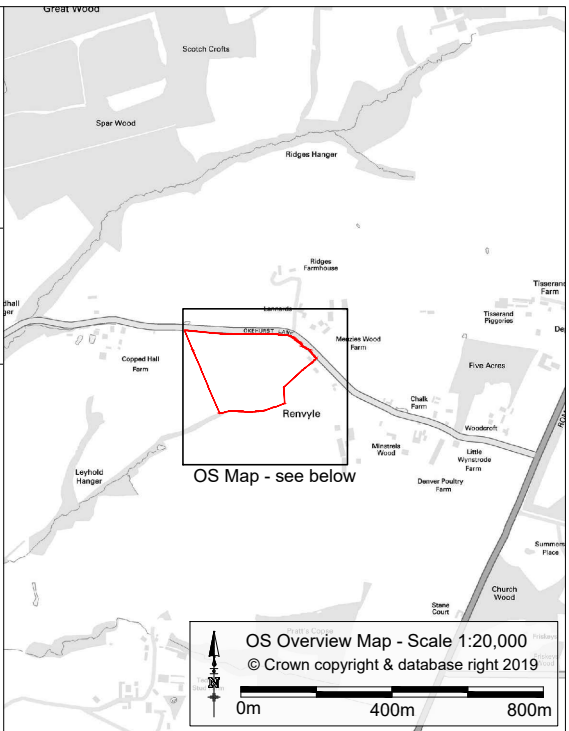 Great Wood
Scotch Crofts
Spar Wood
Ridges Hanger
Ridges
Farmhouse
Tisserand
Farm
Lannards
Tisserand
Piggeries
OKEHURST LANE
Menzies Wood
Farm
Copped Hall
Farm
Five Acres
Chalk
Farm
Renvyle
Woodcroft
Minstrels
Wood
Little
Wynstrode
Farm
OS Map - see below
Leyhold
Hanger
Denver Poultry
Farm
Church
Wood
Stane
Court
OS Overview Map - Scale 1:20,000
© Crown copyright & database right 2019
N
0m 400m 800m